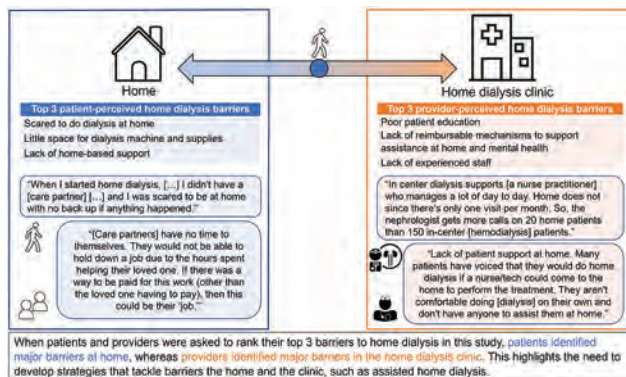 Home
Home dialysis clinic
Top 3 patient-perceived home dialysis barriers
Scared to do dialysis at home
Little space for dialysis machine and supplies
Lack of home-based support
"When I started home dialysis, [...] I didn't have a
[care partner] [...] and I was scared to be at home
with no back up if anything happened."
"[Care partners] have no time to
themselves. They would not be able to
hold down a job due to the hours spent
helping their loved one. If there was a
way to be paid for this work (other than
the loved one having to pay), then this
could be their 'job.'"
Top 3 provider-perceived home dialysis barriers
Poor patient education
Lack of reimbursable mechanisms to support
assistance at home and mental health
Lack of experienced staff
"In center dialysis supports [a nurse practitioner]
who manages a lot of day to day. Home does not
since there's only one visit per month. So, the
nephrologist gets more calls on 20 home patients
than 150 in-center [hemodialysis] patients."
"Lack of patient support at home. Many
patients have voiced that they would do home
dialysis if a nurse/tech could come to the home
to perform the treatment. They aren't
comfortable doing [dialysis] on their own and
don't have anyone to assist them at home."
When patients and providers were asked to rank their top 3 barriers to home dialysis in this study, patients identified
major barriers at home, whereas providers identified major barriers in the home dialysis clinic. This highlights the need to
develop strategies that tackle barriers the home and the clinic, such as assisted home dialysis.